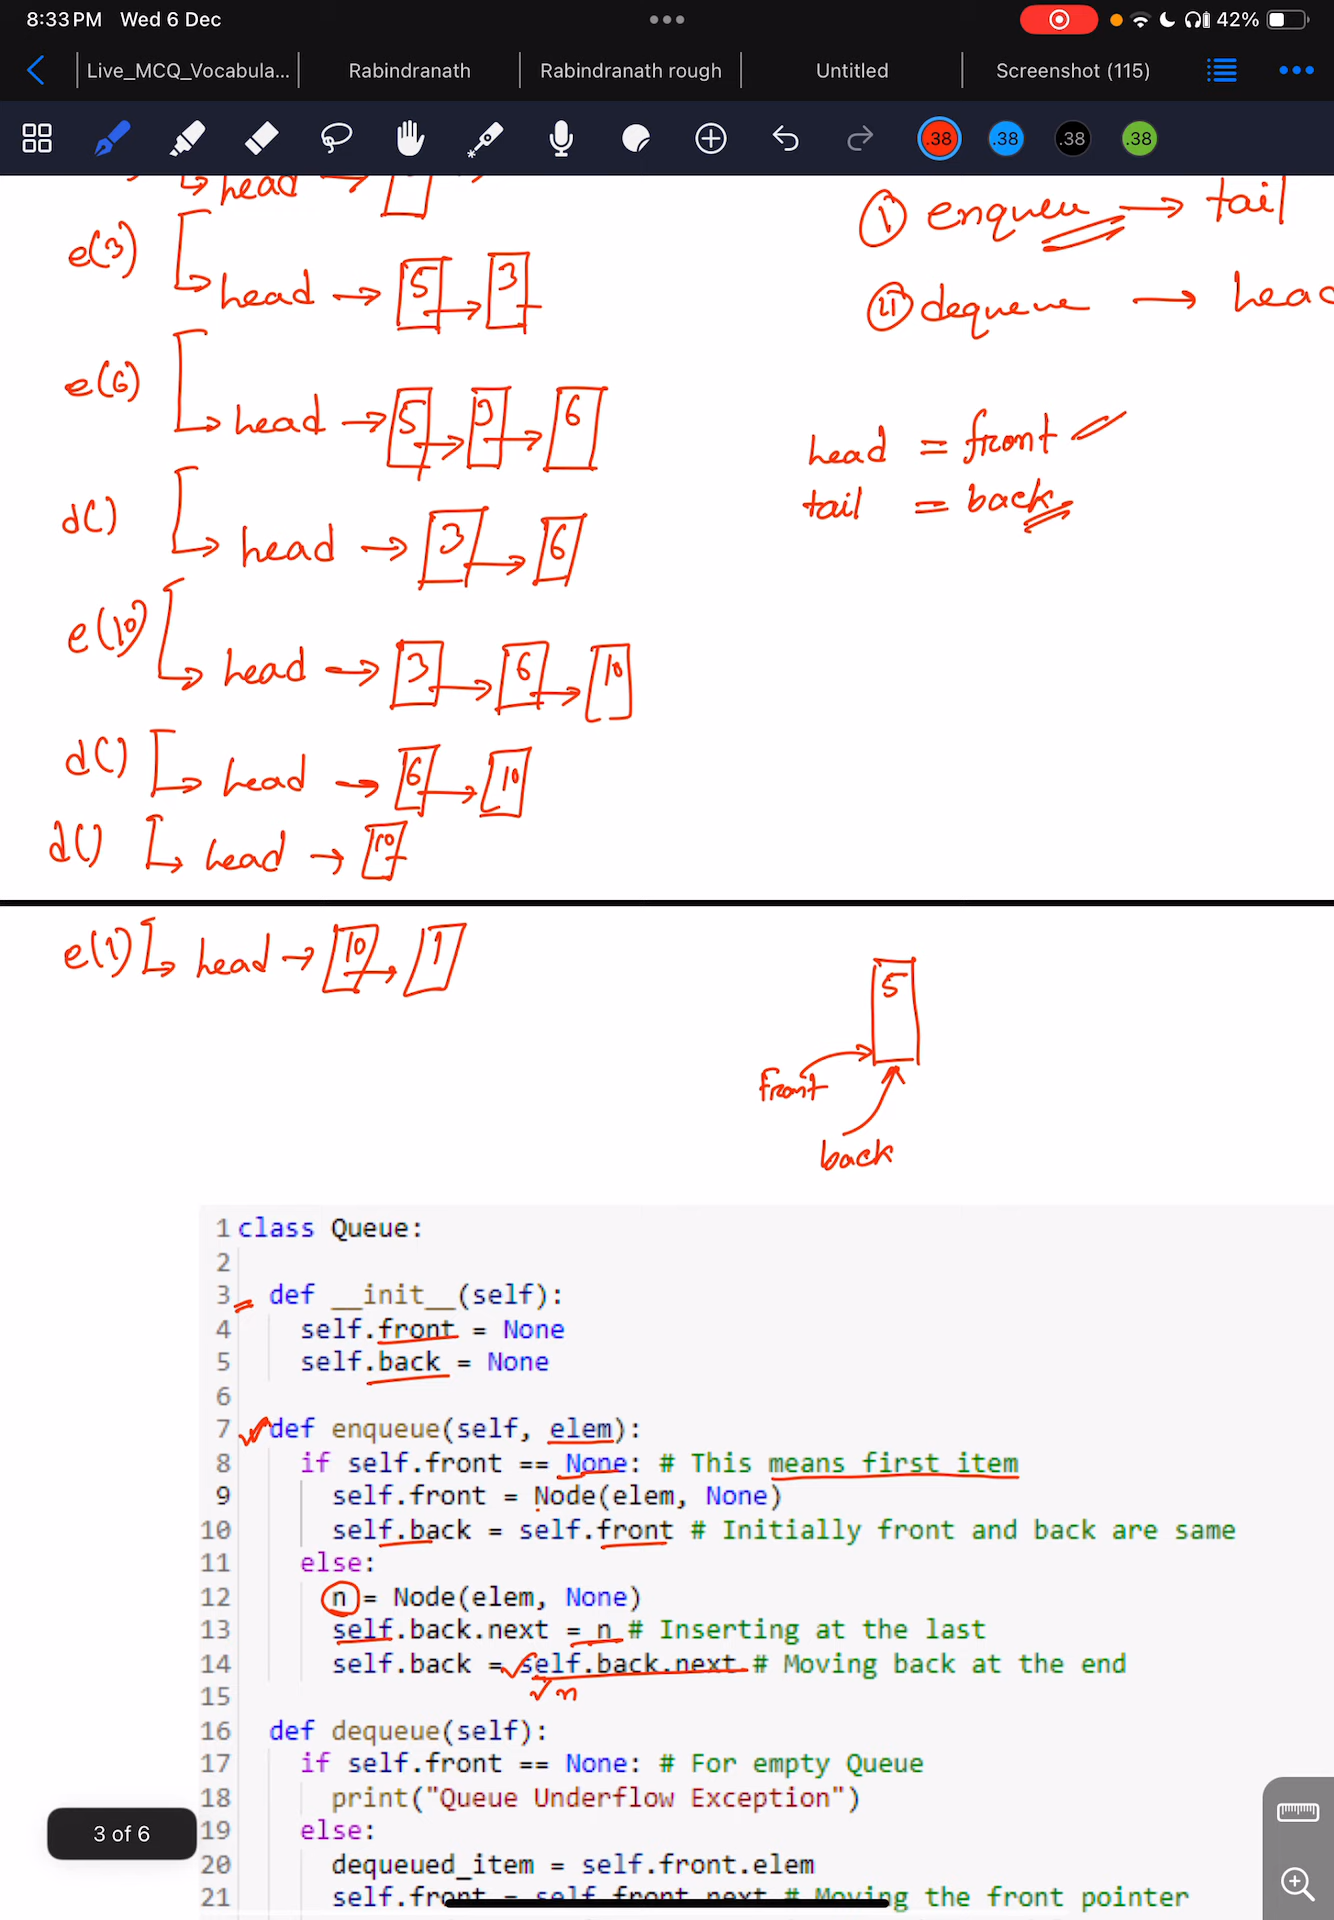 8:33 PM Wed 6 Dec
42%
Live_MCQ_Vocabula...
Rabindranath
Rabindranath rough
Untitled
Screenshot (115)
.38 .38 .38 .38
↳ head →
e(3)
head → 5 → 3
e(6)
head → 5 → 3 → 6
d()
head → 3 → 6
e(10)
head → 3 → 6 → 10
d() head → 6 → 10
d() head → 10
i enqueu → tail
ii dequeue → head
head = front
tail = back
e(1) head → 10 → 1
5
front
back
1 class Queue:
2
3 def __init__(self):
4 self.front = None
5 self.back = None
6
7 def enqueue(self, elem):
8 if self.front == None: # This means first item
9 self.front = Node(elem, None)
10 self.back = self.front # Initially front and back are same
11 else:
12 n = Node(elem, None)
13 self.back.next = n # Inserting at the last
14 self.back = self.back.next # Moving back at the end
n
15
16 def dequeue(self):
17 if self.front == None: # For empty Queue
18 print("Queue Underflow Exception")
19 else:
20 dequeued_item = self.front.elem
21 self.front = self.front.next # Moving the front pointer
3 of 6